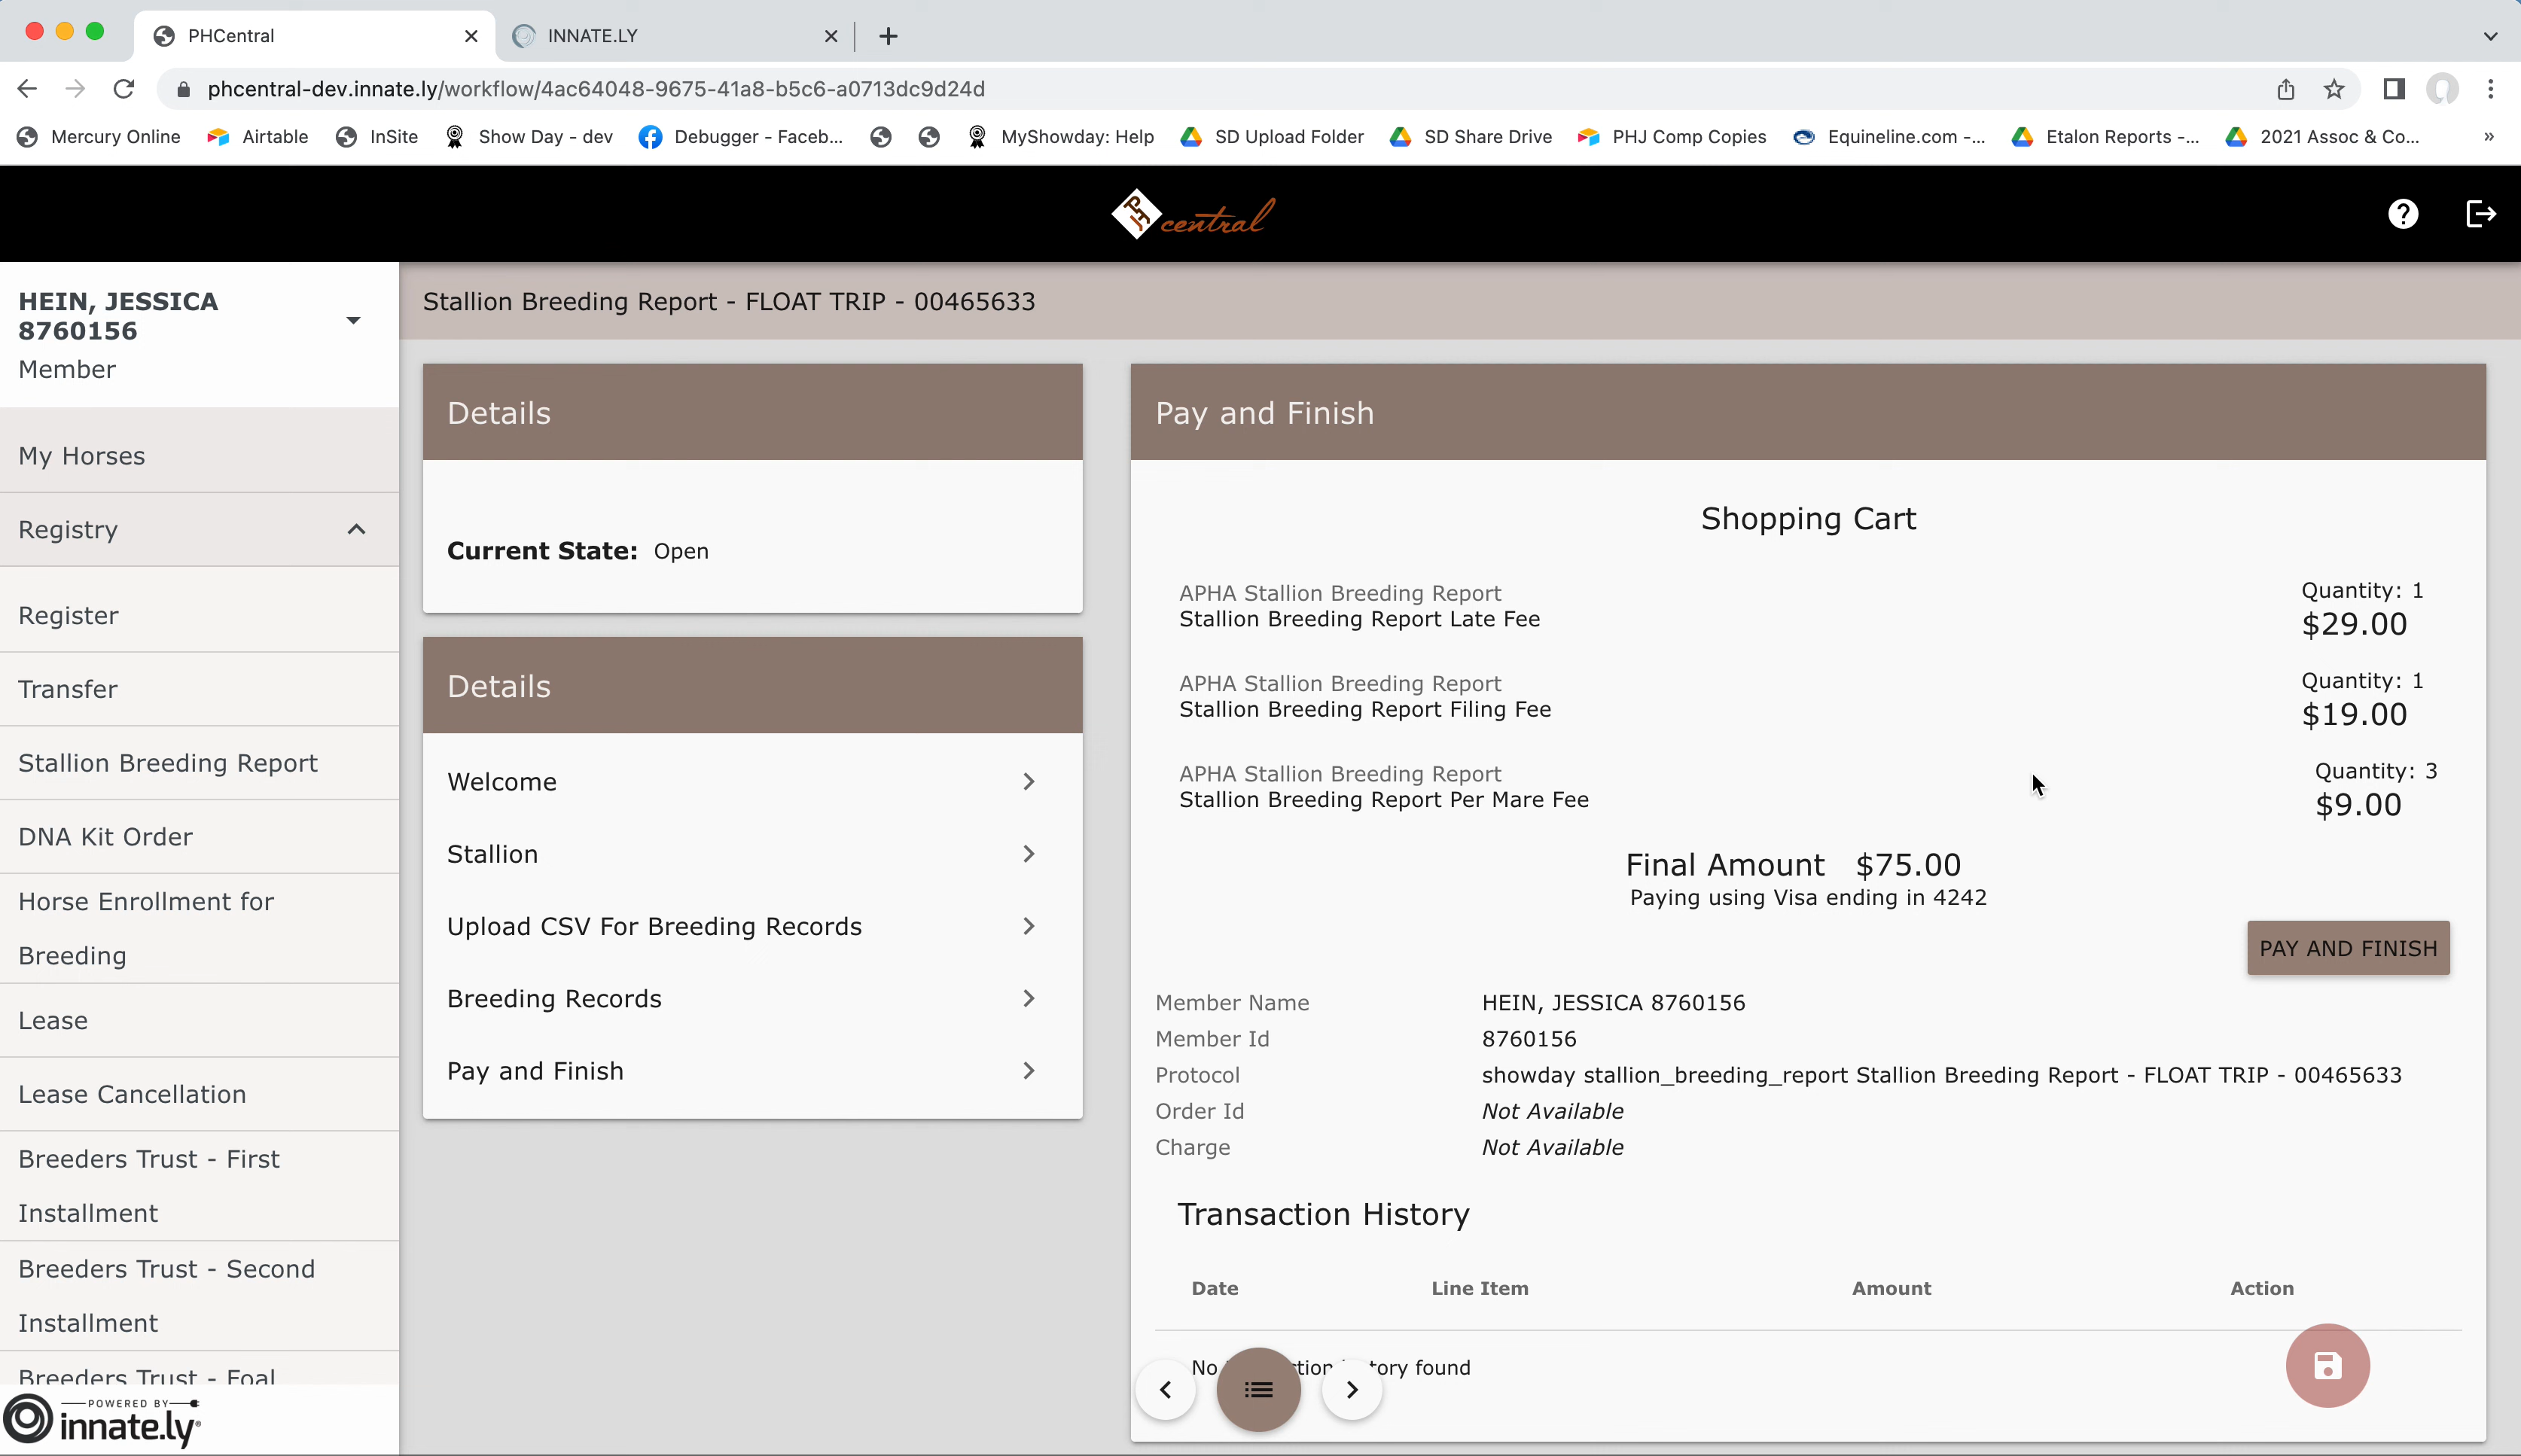 PHCentral
INNATE.LY
phcentral-dev.innate.ly/workflow/4ac64048-9675-41a8-b5c6-a0713dc9d24d
Mercury Online
Airtable
InSite
Show Day - dev
Debugger - Faceb...
MyShowday: Help
SD Upload Folder
SD Share Drive
PHJ Comp Copies
Equineline.com -...
Etalon Reports -...
2021 Assoc & Co...
»
central
HEIN, JESSICA
8760156
Member
My Horses
Registry
Register
Transfer
Stallion Breeding Report
DNA Kit Order
Horse Enrollment for
Breeding
Lease
Lease Cancellation
Breeders Trust - First
Installment
Breeders Trust - Second
Installment
Breeders Trust - Foal
POWERED BY
innate.ly®
Stallion Breeding Report - FLOAT TRIP - 00465633
Details
Current State: Open
Details
Welcome
Stallion
Upload CSV For Breeding Records
Breeding Records
Pay and Finish
Pay and Finish
Shopping Cart
APHA Stallion Breeding Report
Stallion Breeding Report Late Fee
Quantity: 1
$29.00
APHA Stallion Breeding Report
Stallion Breeding Report Filing Fee
Quantity: 1
$19.00
APHA Stallion Breeding Report
Stallion Breeding Report Per Mare Fee
Quantity: 3
$9.00
Final Amount $75.00
Paying using Visa ending in 4242
PAY AND FINISH
Member Name HEIN, JESSICA 8760156
Member Id 8760156
Protocol showday stallion_breeding_report Stallion Breeding Report - FLOAT TRIP - 00465633
Order Id Not Available
Charge Not Available
Transaction History
Date Line Item Amount Action
No found